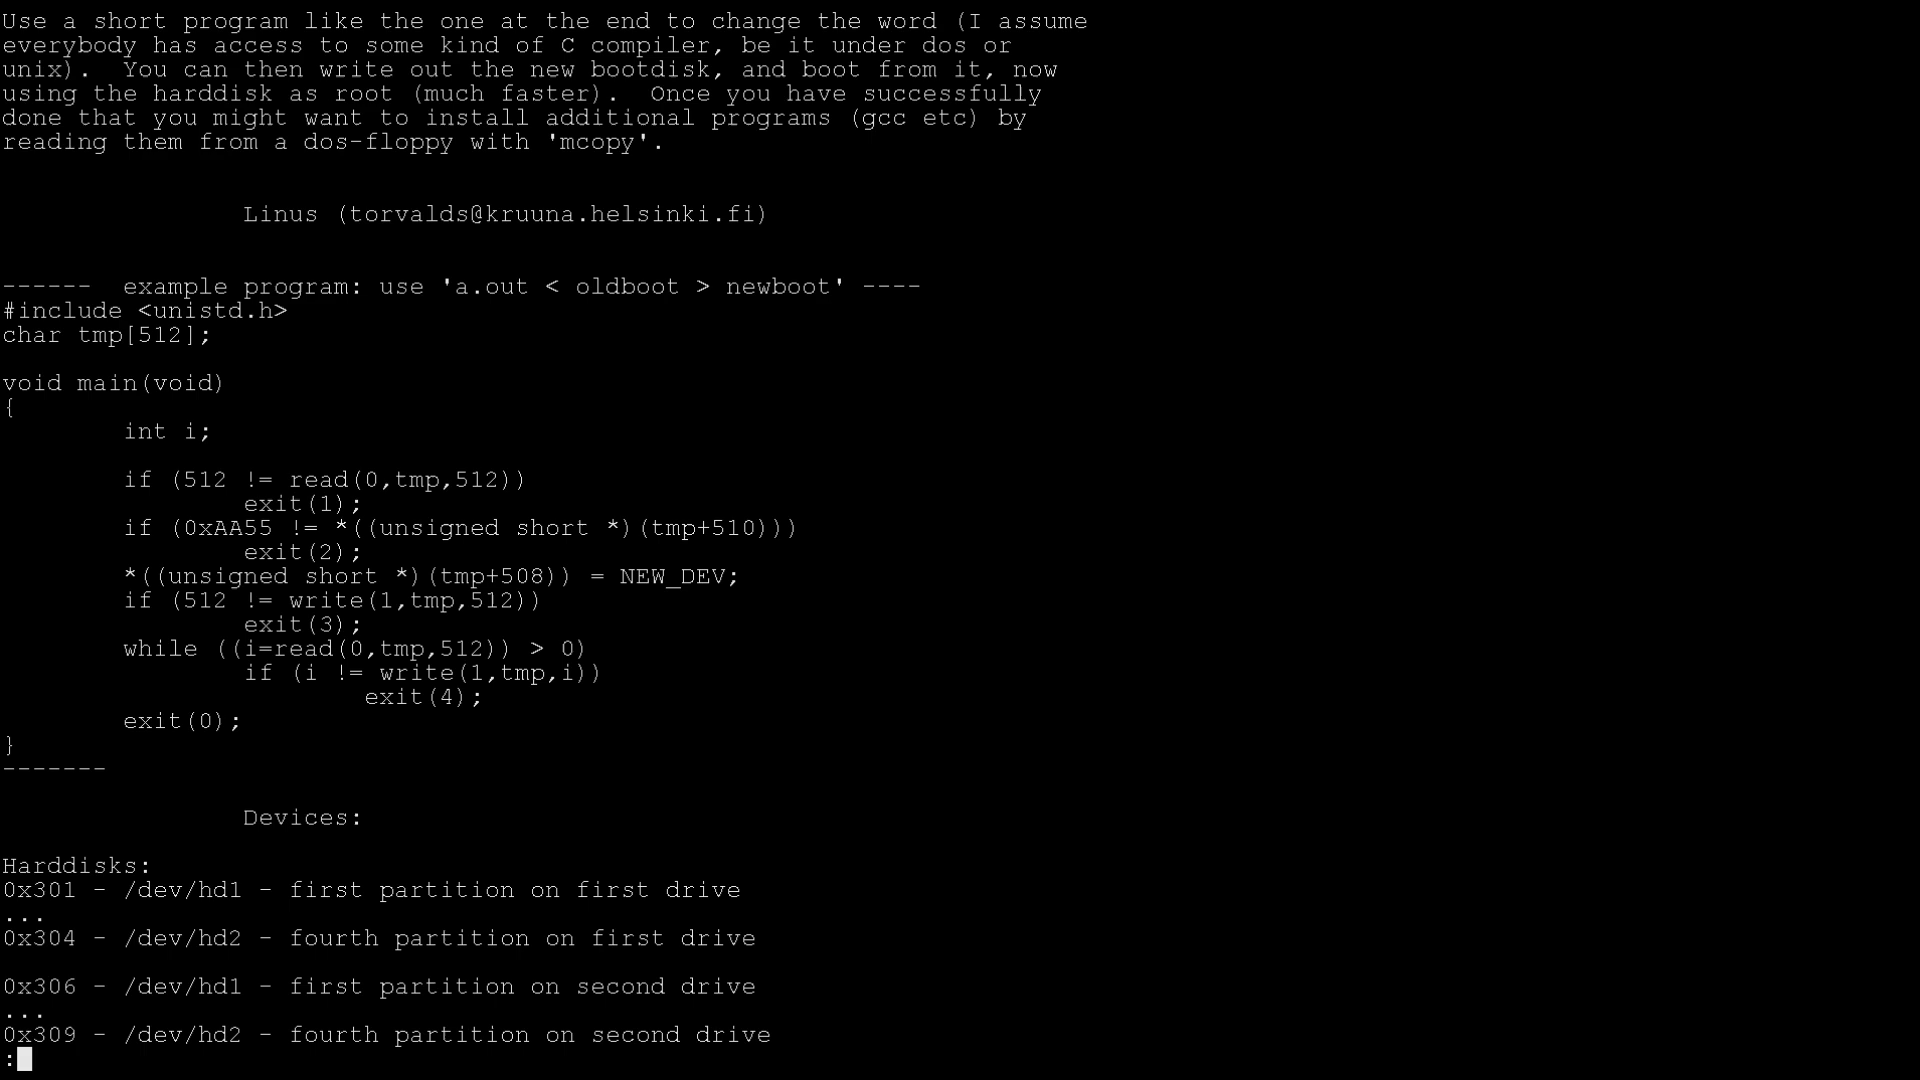 Use a short program like the one at the end to change the word (I assume
everybody has access to some kind of C compiler, be it under dos or
unix).  You can then write out the new bootdisk, and boot from it, now
using the harddisk as root (much faster).  Once you have successfully
done that you might want to install additional programs (gcc etc) by
reading them from a dos-floppy with 'mcopy'.
Linus (torvalds@kruuna.helsinki.fi)
------  example program: use 'a.out < oldboot > newboot' ----
#include <unistd.h>
char tmp[512];
void main(void)
{
        int i;
        if (512 != read(0,tmp,512))
                exit(1);
        if (0xAA55 != *((unsigned short *)(tmp+510)))
                exit(2);
        *((unsigned short *)(tmp+508)) = NEW_DEV;
        if (512 != write(1,tmp,512))
                exit(3);
        while ((i=read(0,tmp,512)) > 0)
                if (i != write(1,tmp,i))
                        exit(4);
        exit(0);
}
-------
                Devices:
Harddisks:
0x301 - /dev/hd1 - first partition on first drive
...
0x304 - /dev/hd2 - fourth partition on first drive
0x306 - /dev/hd1 - first partition on second drive
...
0x309 - /dev/hd2 - fourth partition on second drive
: